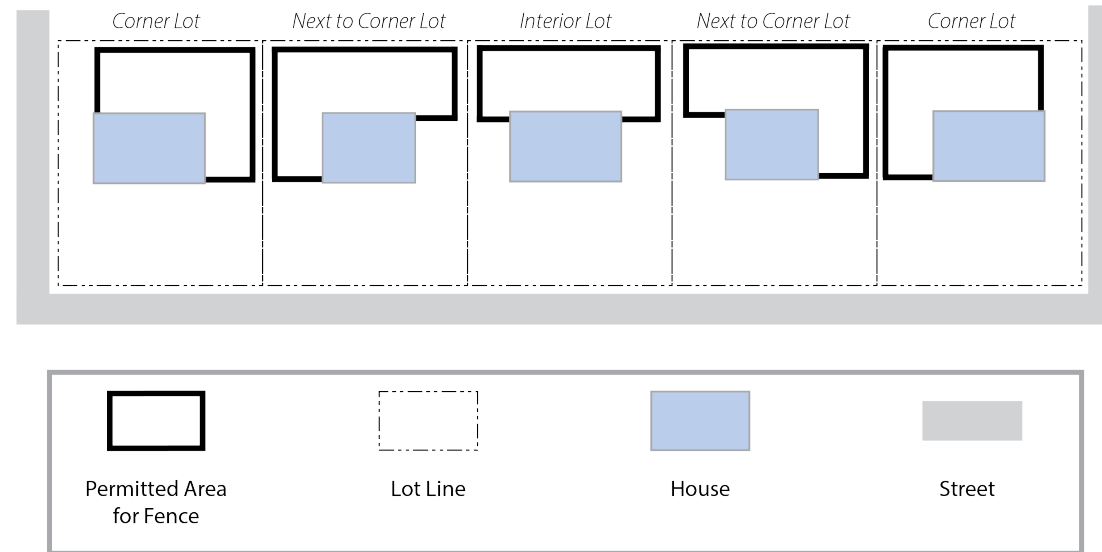 Corner Lot
Next to Corner Lot
Interior Lot
Next to Corner Lot
Corner Lot
Permitted Area
for Fence
Lot Line
House
Street